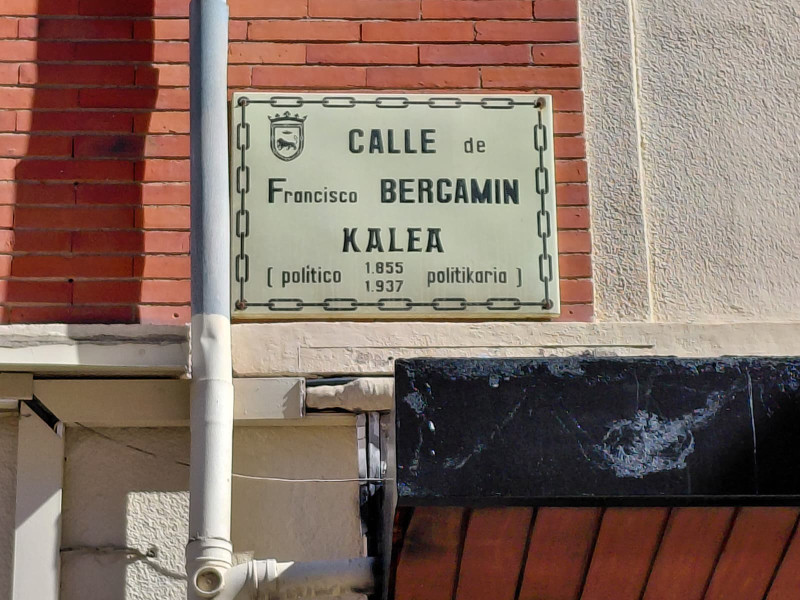 CALLE de
Francisco BERGAMIN
KALEA
( politico 1.855 politikaria )
1.937